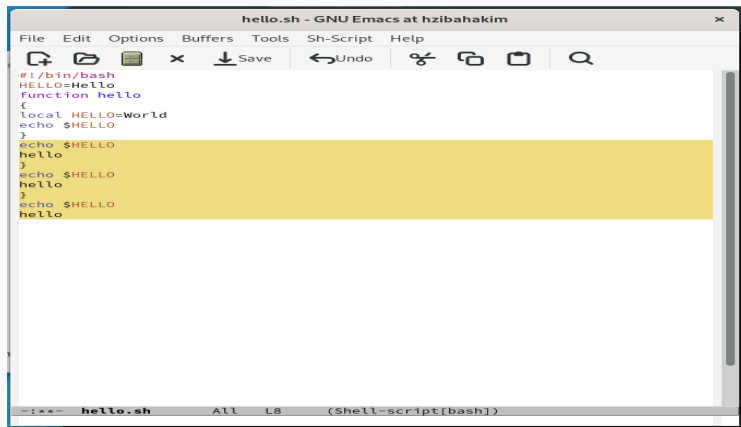 hello.sh - GNU Emacs at hzibahakim ×
File Edit Options Buffers Tools Sh-Script Help
Save Undo
#!/bin/bash
HELLO=Hello
function hello
{
local HELLO=World
echo $HELLO
}
echo $HELLO
hello
}
echo $HELLO
hello
}
echo $HELLO
hello
-:**- hello.sh All L8 (Shell-script[bash])